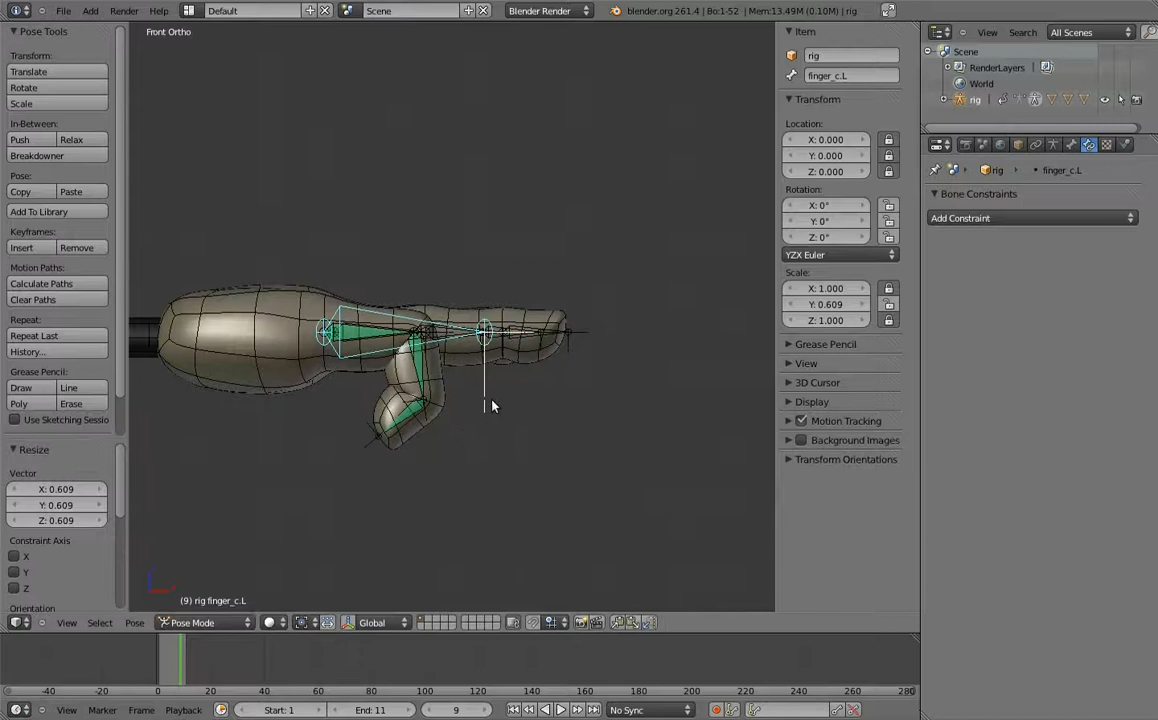 File Add Render Help Default Scene Blender Render blender.org 261.4 | Bo:1-52 | Mem:13.49M (0.10M) | rig
Pose Tools
Transform:
Translate
Rotate
Scale
In-Between:
Push Relax
Breakdowner
Pose:
Copy Paste
Add To Library
Keyframes:
Insert Remove
Motion Paths:
Calculate Paths
Clear Paths
Repeat:
Repeat Last
History...
Grease Pencil:
Draw Line
Poly Erase
Use Sketching Sessio
Resize
Vector
X: 0.609
Y: 0.609
Z: 0.609
Constraint Axis
X
Y
Z
Orientation
Front Ortho
(9) rig finger_c.L
Item
rig
finger_c.L
Transform
Location:
X: 0.000
Y: 0.000
Z: 0.000
Rotation:
X: 0°
Y: 0°
Z: 0°
YZX Euler
Scale:
X: 1.000
Y: 0.609
Z: 1.000
Grease Pencil
View
3D Cursor
Display
Motion Tracking
Background Images
Transform Orientations
View Search All Scenes
Scene
RenderLayers
World
rig
rig finger_c.L
Bone Constraints
Add Constraint
View Select Pose Pose Mode Global
-40 -20 0 20 40 60 80 100 120 140 160 180 200 220 240 260 280
View Marker Frame Playback Start: 1 End: 11 9 No Sync